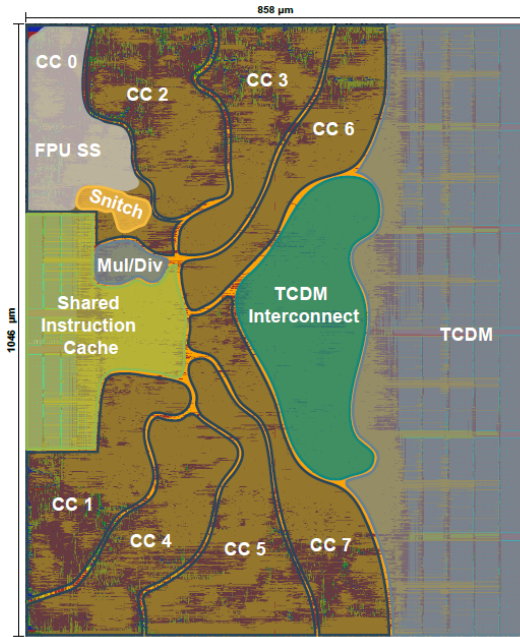 858 µm
CC 0
CC 2
CC 3
CC 6
FPU SS
Snitch
Mul/Div
Shared
Instruction
Cache
TCDM
Interconnect
TCDM
1046 µm
CC 1
CC 4
CC 5
CC 7